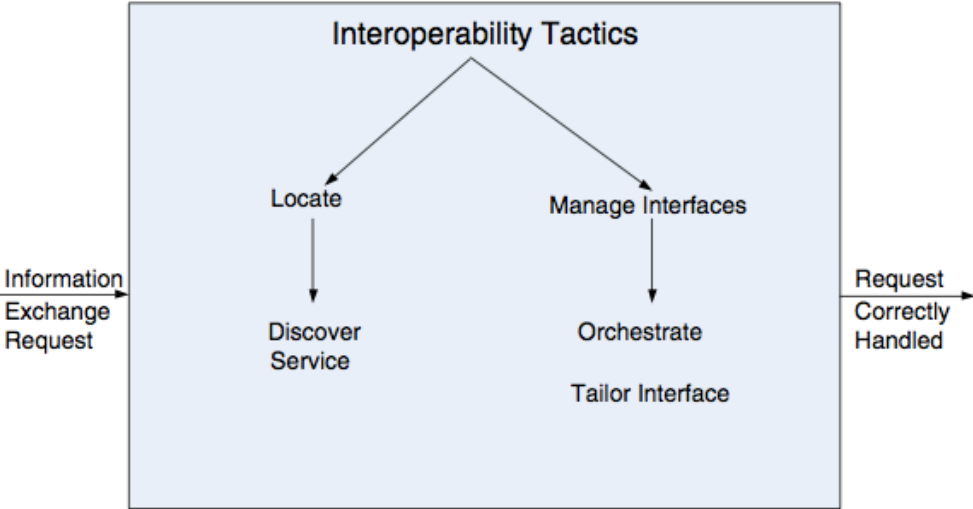 Interoperability Tactics
Locate
Manage Interfaces
Information
Exchange
Request
Discover
Service
Orchestrate
Tailor Interface
Request
Correctly
Handled